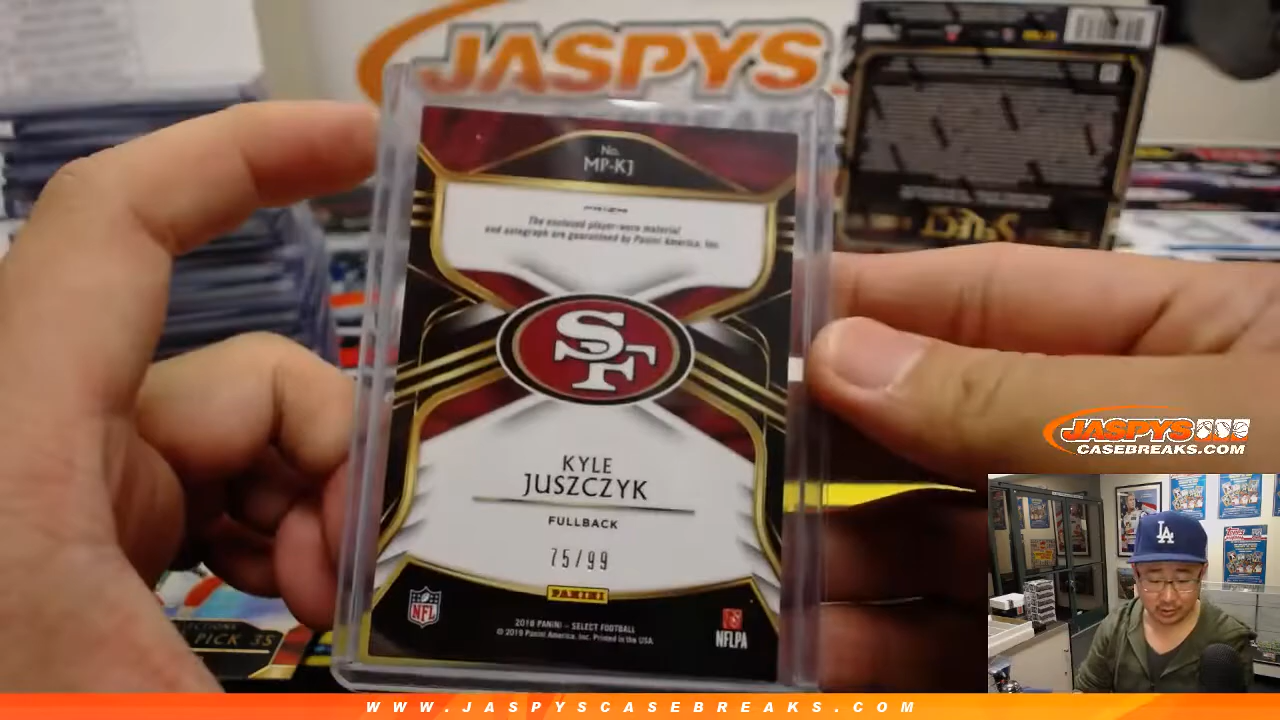 JASPYS
No.
MP-KJ
PRIZM
The enclosed player-worn material
and autograph are guaranteed by Panini America, Inc.
SF
KYLE
JUSZCZYK
FULLBACK
75/99
PANINI
NFL
NFLPA
2018 PANINI – SELECT FOOTBALL
© 2019 Panini America, Inc. Printed in the USA.
PICK 35
JASPYS
CASEBREAKS.COM
LA
WWW.JASPYSCASEBREAKS.COM